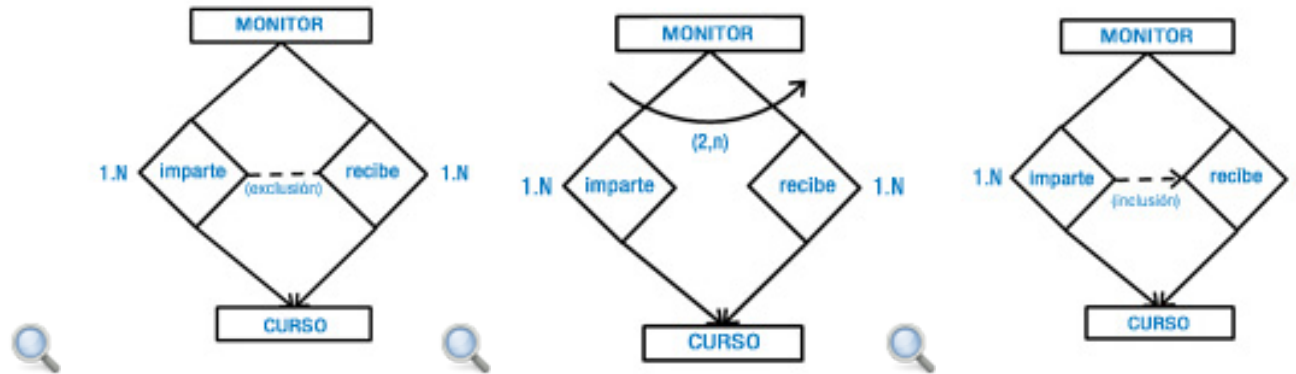 MONITOR
1.N imparte (exclusión) recibe 1.N
CURSO
MONITOR
(2,n)
1.N imparte recibe 1.N
CURSO
MONITOR
1.N imparte (inclusión) recibe 1.N
CURSO